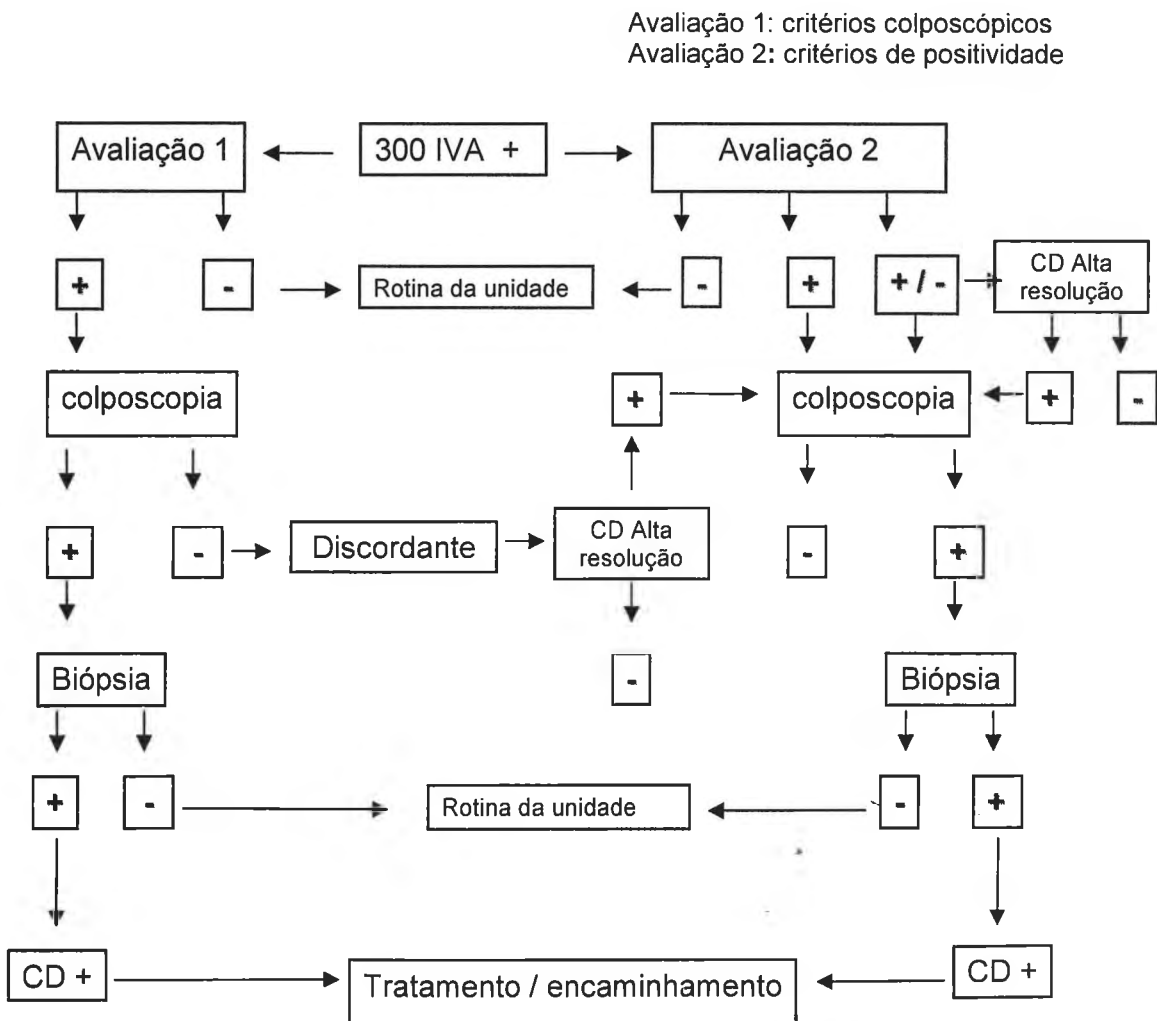 Avaliação 1: critérios colposcópicos
Avaliação 2: critérios de positividade
Avaliação 1
300 IVA +
Avaliação 2
+
-
Rotina da unidade
-
+
+ / -
CD Alta
resolução
colposcopia
+
colposcopia
+
-
+
-
Discordante
CD Alta
resolução
-
+
Biópsia
-
Biópsia
+
-
Rotina da unidade
-
+
CD +
Tratamento / encaminhamento
CD +